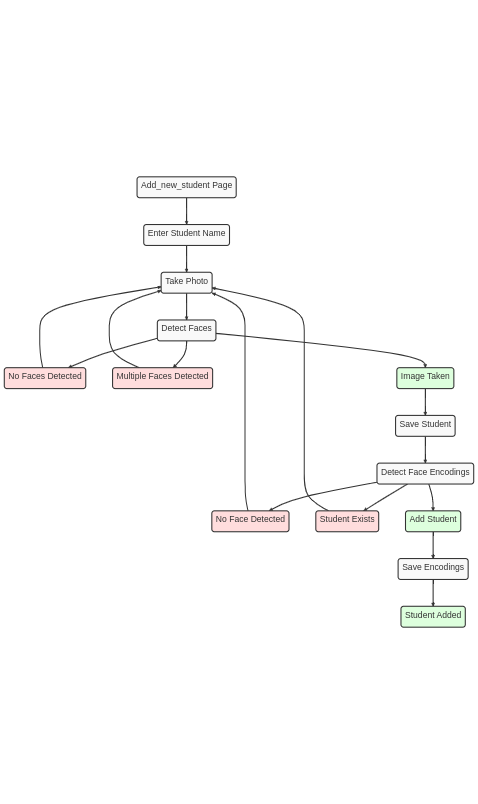 Add_new_student Page
Enter Student Name
Take Photo
Detect Faces
No Faces Detected
Multiple Faces Detected
Image Taken
Save Student
Detect Face Encodings
No Face Detected
Student Exists
Add Student
Save Encodings
Student Added